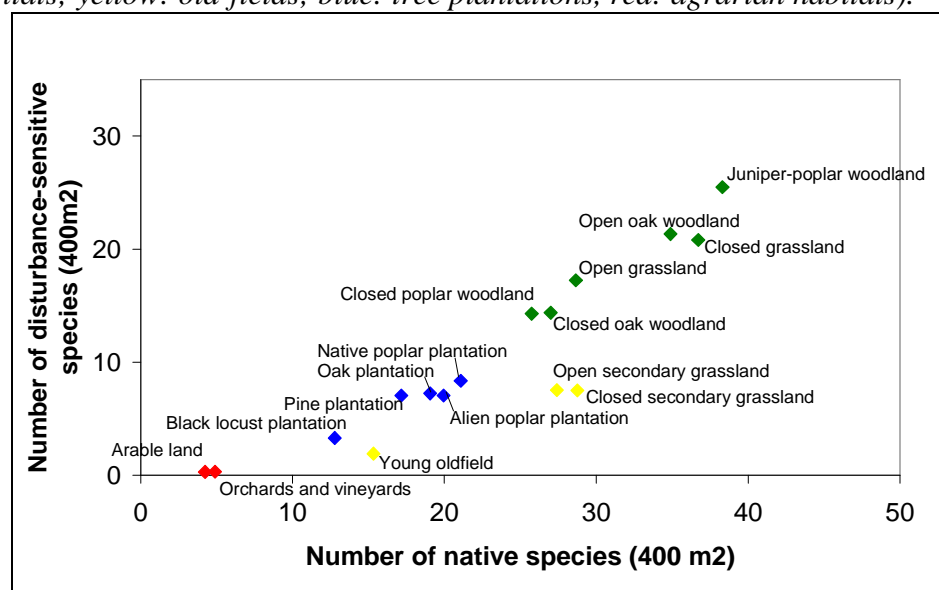 tials; yellow: old fields; blue: tree plantations; red: agrarian habitats).
Number of disturbance-sensitive
species (400m2)
30
20
10
0
Juniper-poplar woodland
Open oak woodland
Closed grassland
Open grassland
Closed poplar woodland
Closed oak woodland
Native poplar plantation
Oak plantation
Open secondary grassland
Pine plantation
Closed secondary grassland
Alien poplar plantation
Black locust plantation
Young oldfield
Arable land
Orchards and vineyards
0 10 20 30 40 50
Number of native species (400 m2)